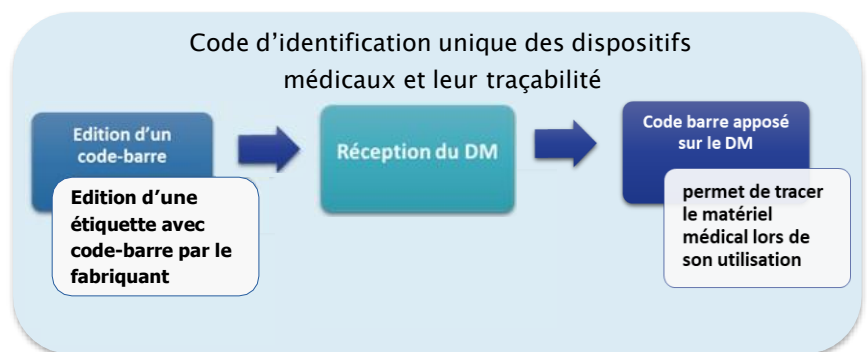 Code d’identification unique des dispositifs
médicaux et leur traçabilité
Edition d’un
code-barre
Edition d’une
étiquette avec
code-barre par le
fabriquant
Réception du DM
Code barre apposé
sur le DM
permet de tracer
le matériel
médical lors de
son utilisation